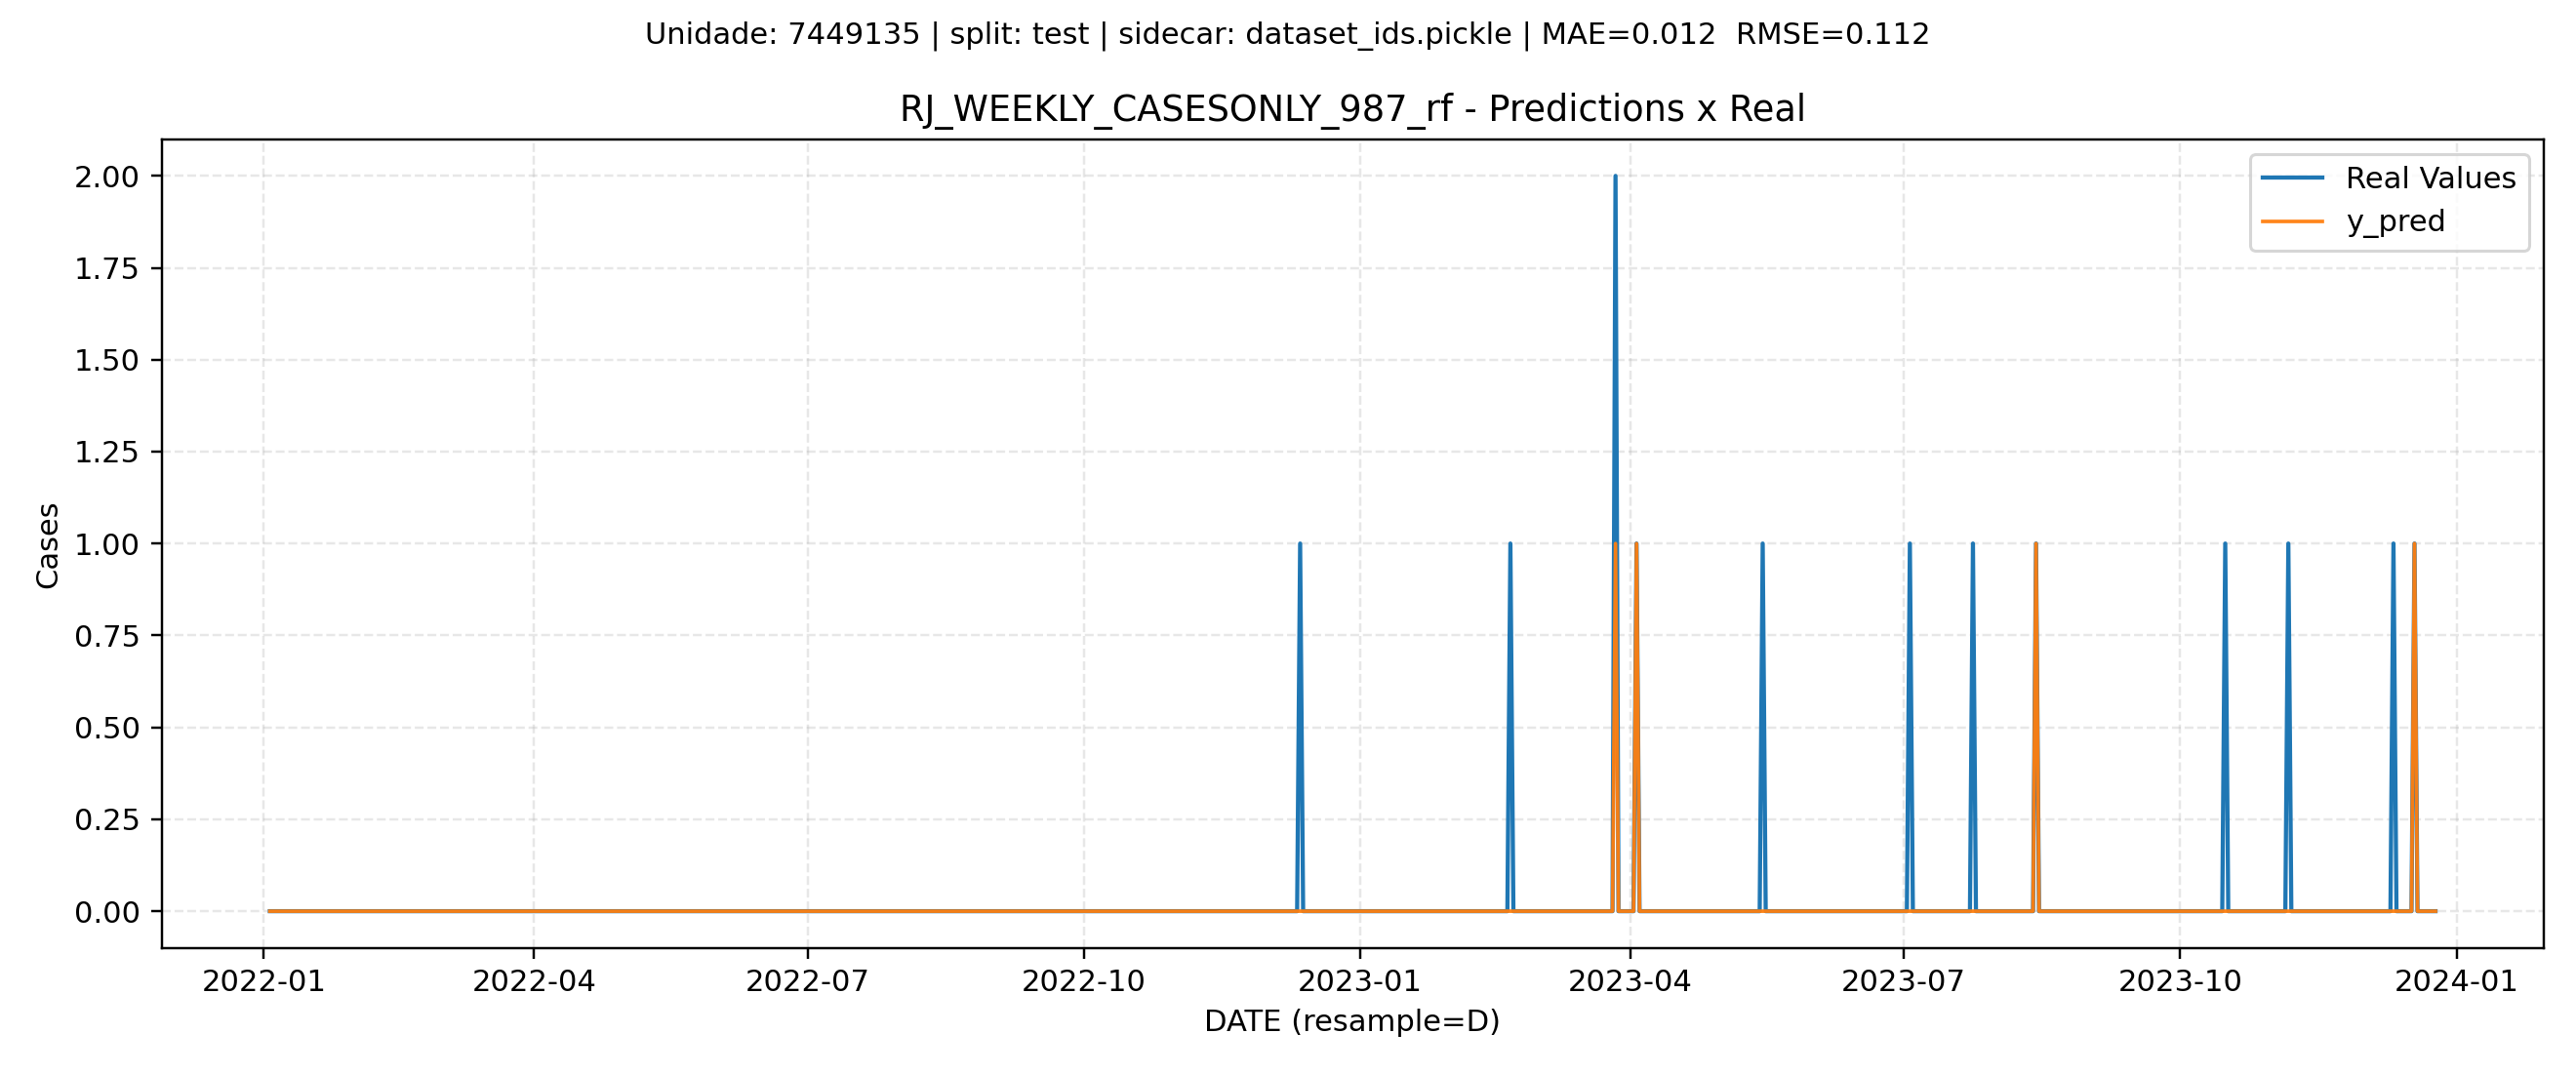 Unidade: 7449135 | split: test | sidecar: dataset_ids.pickle | MAE=0.012  RMSE=0.112
RJ_WEEKLY_CASESONLY_987_rf - Predictions x Real
Real Values
y_pred
2.00
1.75
1.50
1.25
1.00
0.75
0.50
0.25
0.00
Cases
2022-01 2022-04 2022-07 2022-10 2023-01 2023-04 2023-07 2023-10 2024-01
DATE (resample=D)